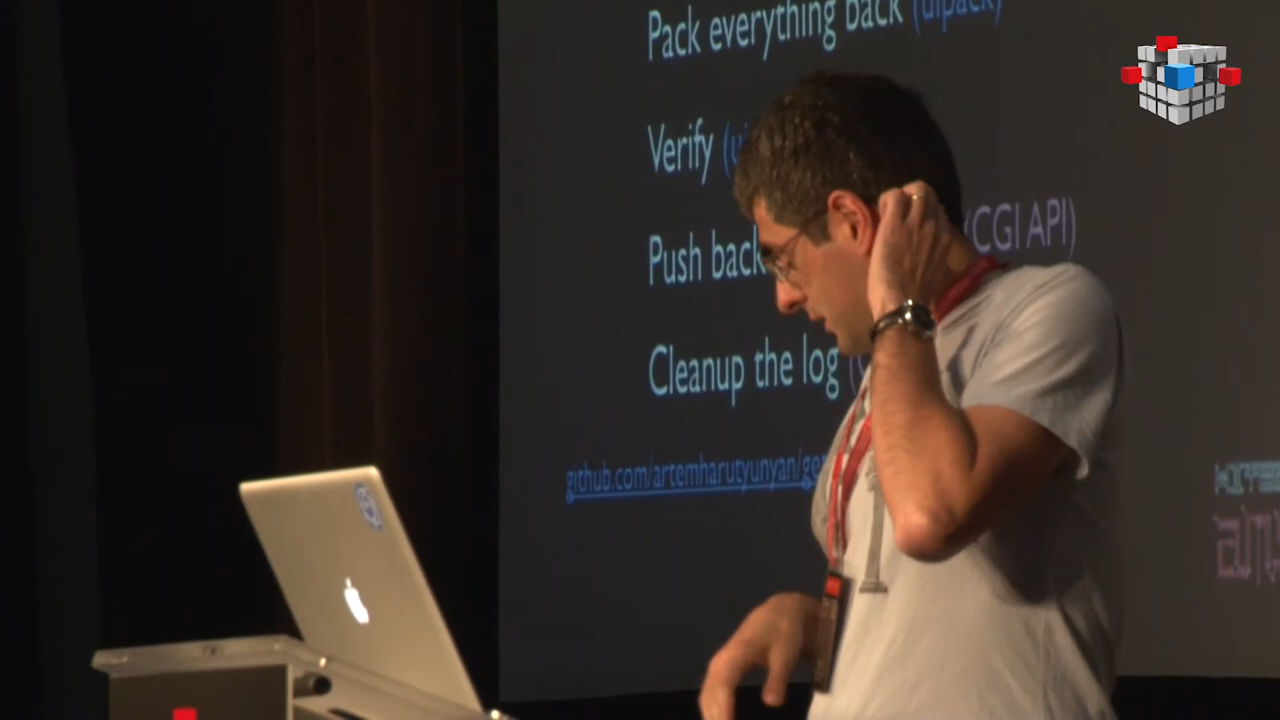 Pack everything back (uipack)
Verify
Push back (CGI API)
Cleanup the log
github.com/artemharutyunyan/